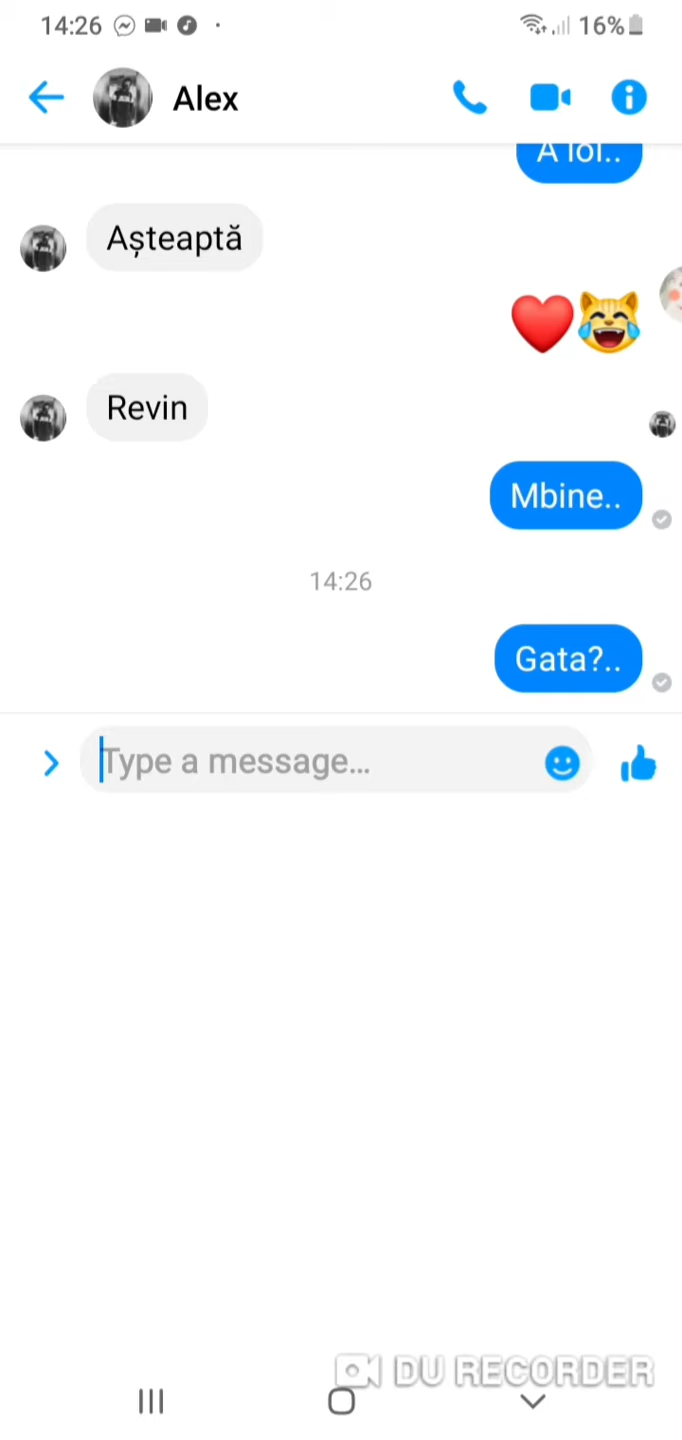 14:26
16%
Alex
A lol..
Așteaptă
Revin
Mbine..
14:26
Gata?..
Type a message...
DU RECORDER